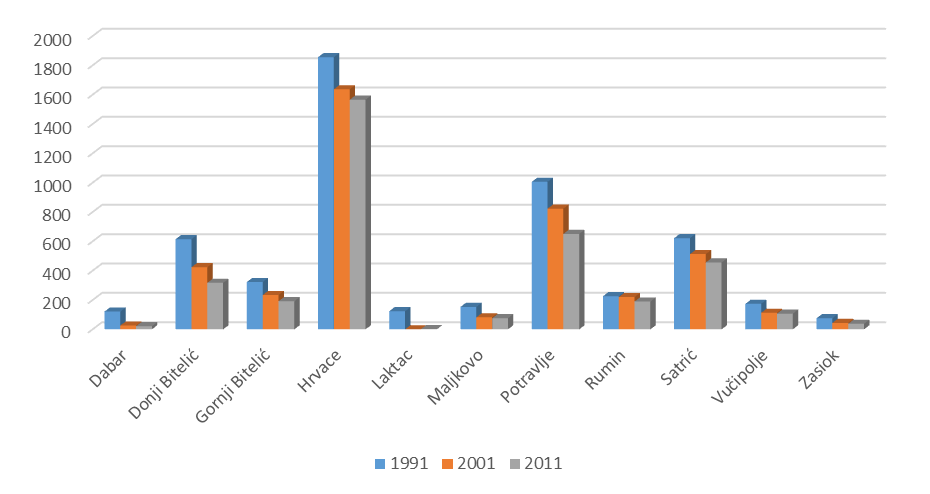 2000
1800
1600
1400
1200
1000
800
600
400
200
0
Dabar
Donji Bitelić
Gornji Bitelić
Hrvace
Laktac
Maljkovo
Potravlje
Rumin
Satrić
Vučipolje
Zasiok
1991 2001 2011